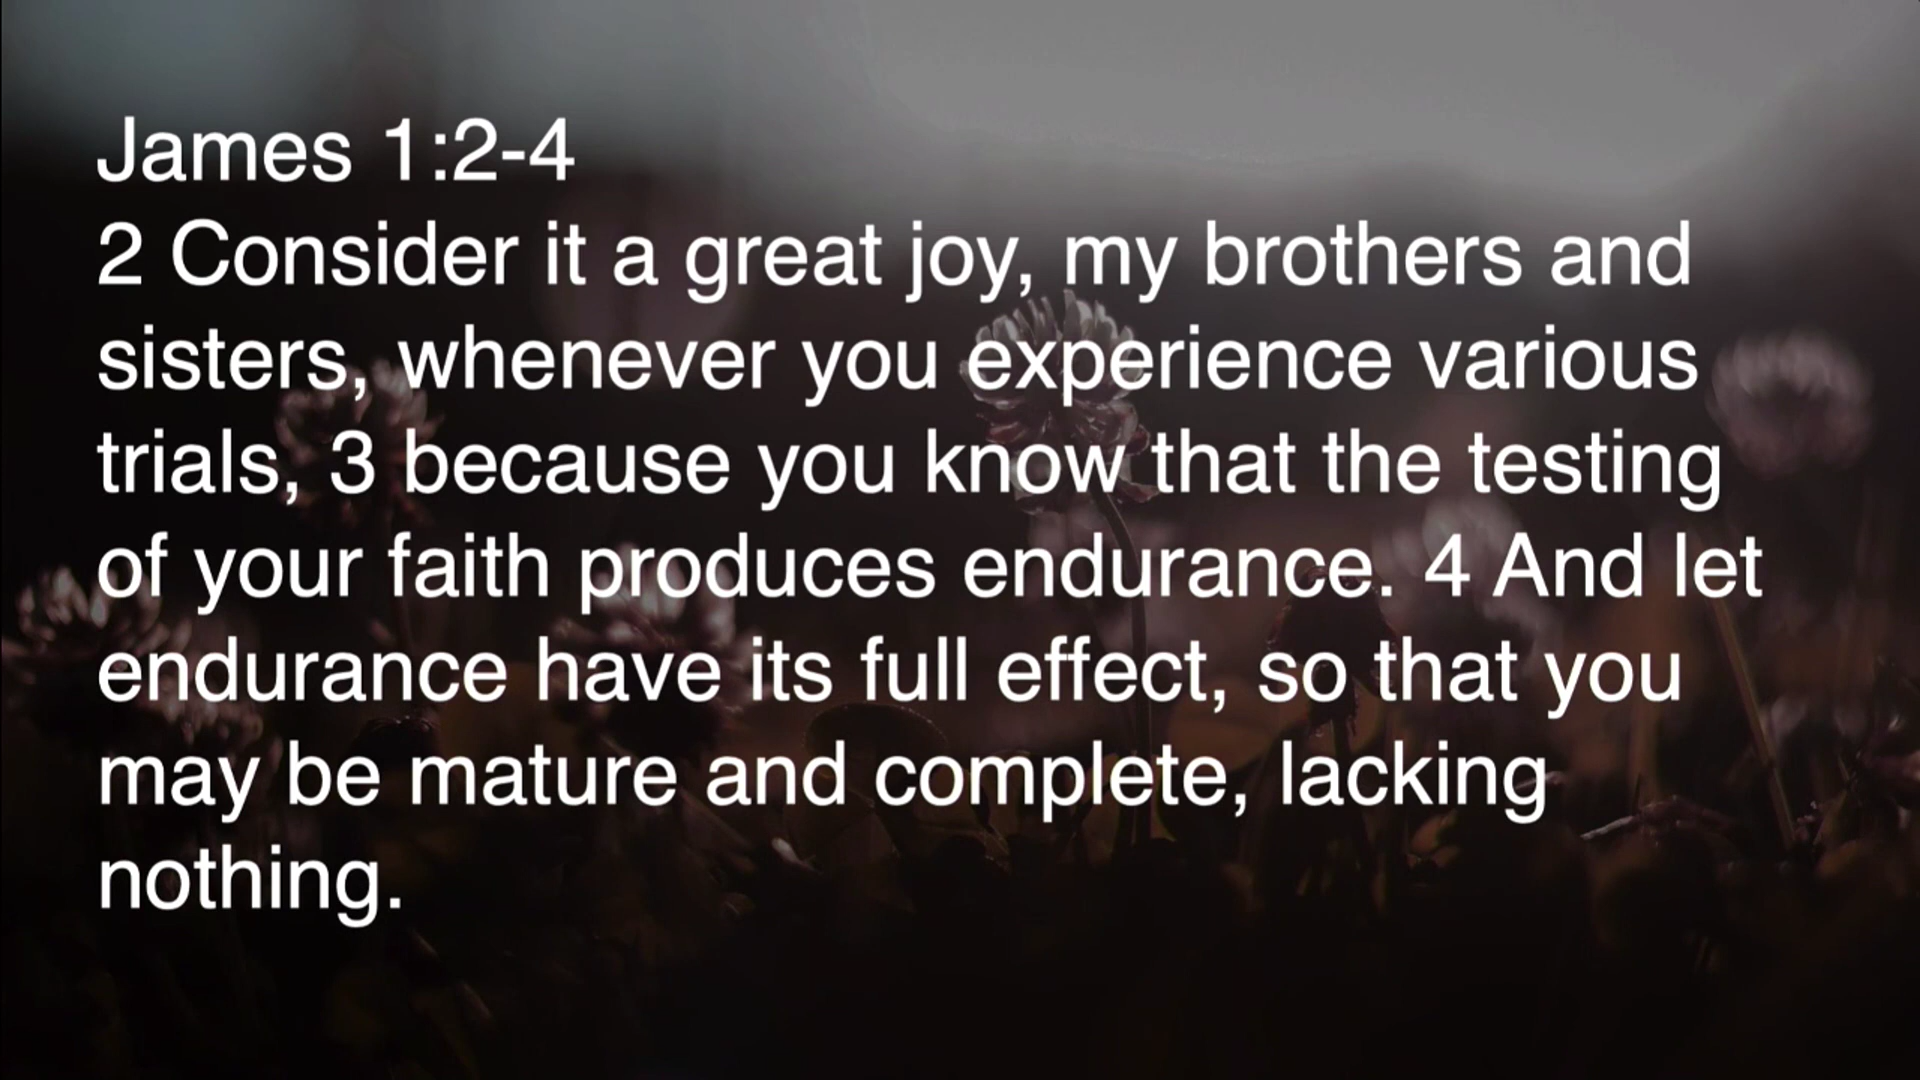 James 1:2-4
2 Consider it a great joy, my brothers and
sisters, whenever you experience various
trials, 3 because you know that the testing
of your faith produces endurance. 4 And let
endurance have its full effect, so that you
may be mature and complete, lacking
nothing.